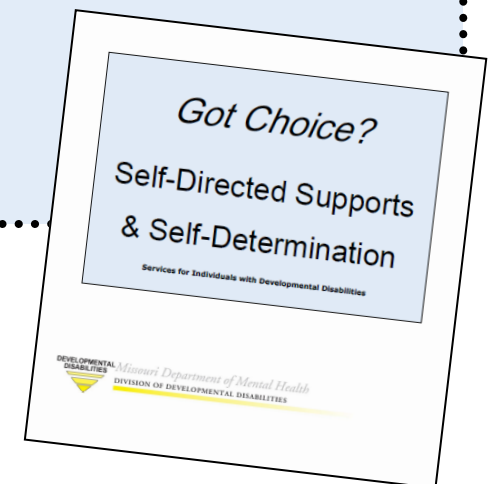 Got Choice?
Self-Directed Supports
& Self-Determination
Services for Individuals with Developmental Disabilities
DEVELOPMENTAL
DISABILITIES
Missouri Department of Mental Health
DIVISION OF DEVELOPMENTAL DISABILITIES